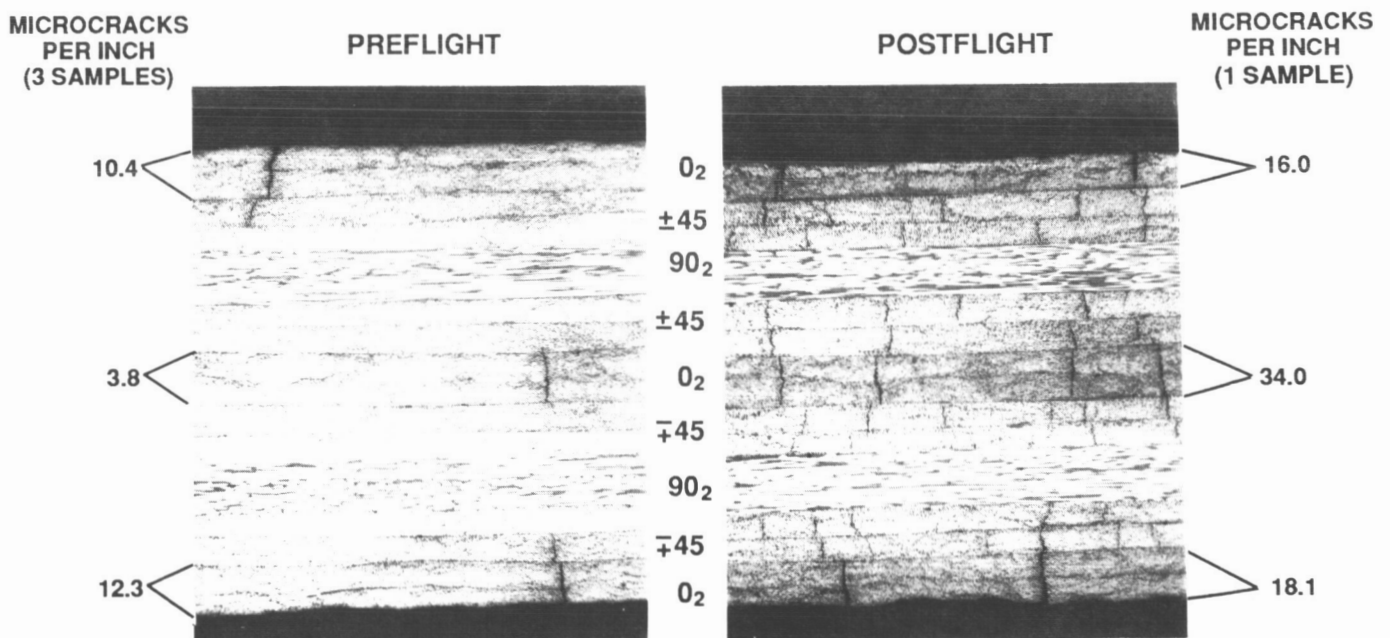 MICROCRACKS
PER INCH
(3 SAMPLES)
PREFLIGHT
POSTFLIGHT
MICROCRACKS
PER INCH
(1 SAMPLE)
10.4
0₂
16.0
±45
90₂
±45
3.8
0₂
34.0
∓45
90₂
∓45
12.3
0₂
18.1